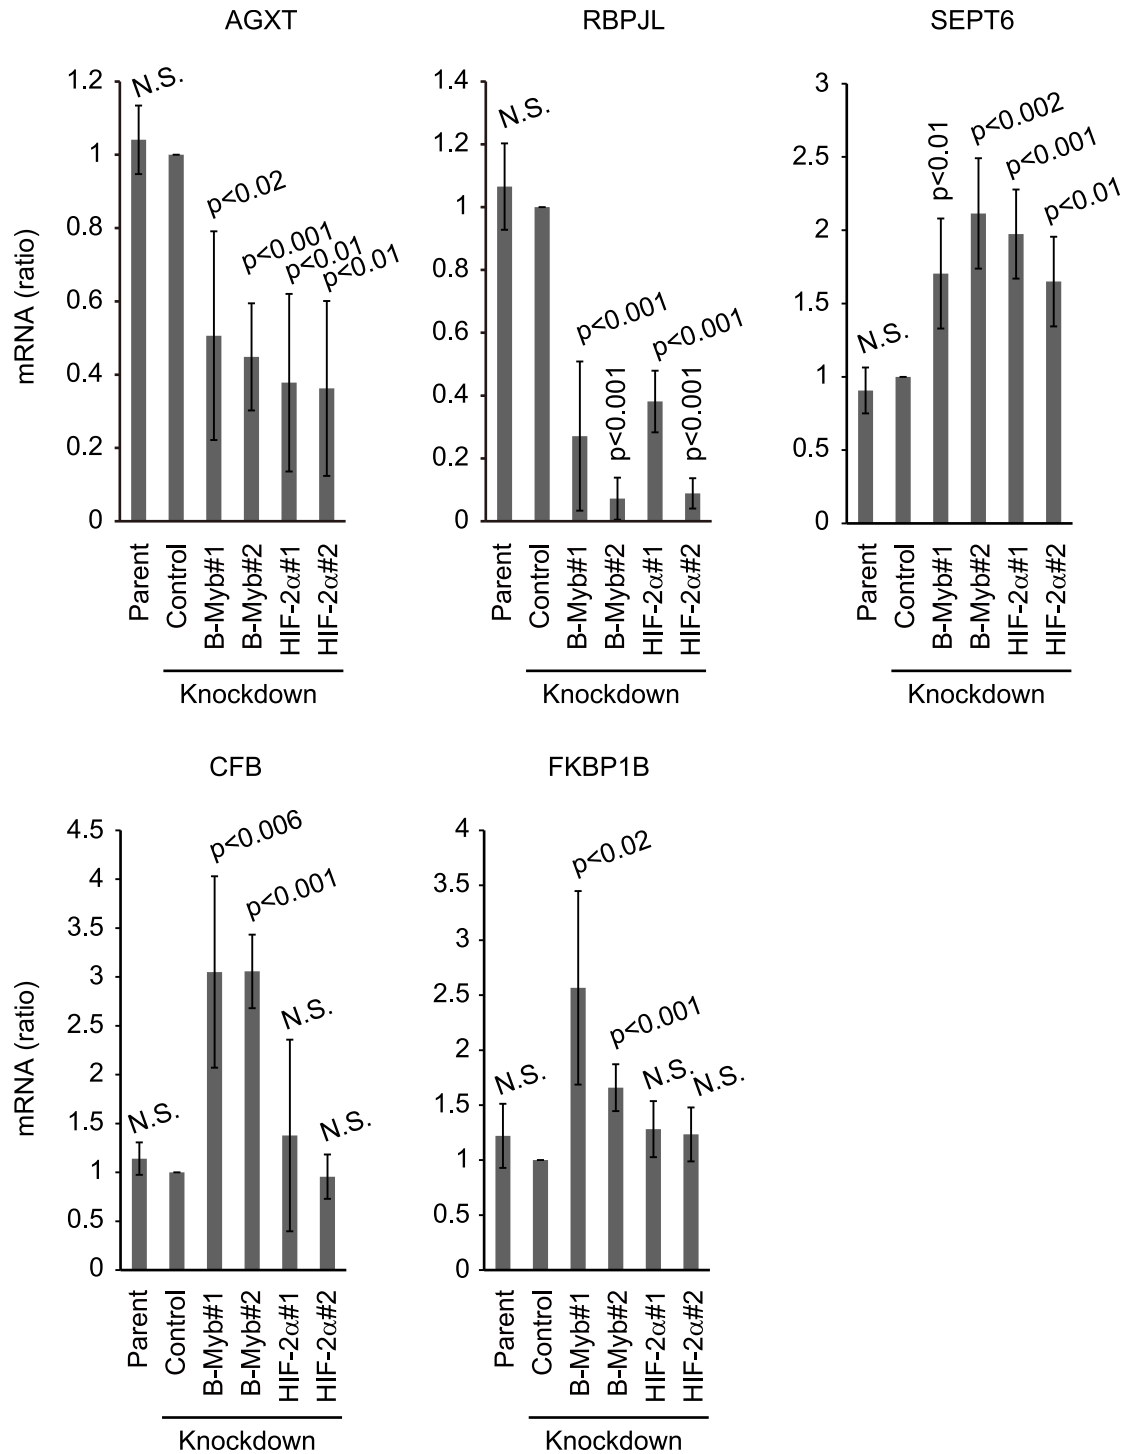 AGXT
mRNA (ratio)
1.2
1
0.8
0.6
0.4
0.2
0
N.S.
p<0.02
p<0.001
p<0.01
p<0.01
Parent
Control
B-Myb#1
B-Myb#2
HIF-2α#1
HIF-2α#2
Knockdown
RBPJL
1.4
1.2
1
0.8
0.6
0.4
0.2
0
N.S.
p<0.001
p<0.001
p<0.001
p<0.001
Parent
Control
B-Myb#1
B-Myb#2
HIF-2α#1
HIF-2α#2
Knockdown
SEPT6
3
2.5
2
1.5
1
0.5
0
N.S.
p<0.01
p<0.002
p<0.001
p<0.01
Parent
Control
B-Myb#1
B-Myb#2
HIF-2α#1
HIF-2α#2
Knockdown
CFB
mRNA (ratio)
4.5
4
3.5
3
2.5
2
1.5
1
0.5
0
N.S.
p<0.006
p<0.001
N.S.
N.S.
Parent
Control
B-Myb#1
B-Myb#2
HIF-2α#1
HIF-2α#2
Knockdown
FKBP1B
4
3.5
3
2.5
2
1.5
1
0.5
0
N.S.
p<0.02
p<0.001
N.S.
N.S.
Parent
Control
B-Myb#1
B-Myb#2
HIF-2α#1
HIF-2α#2
Knockdown